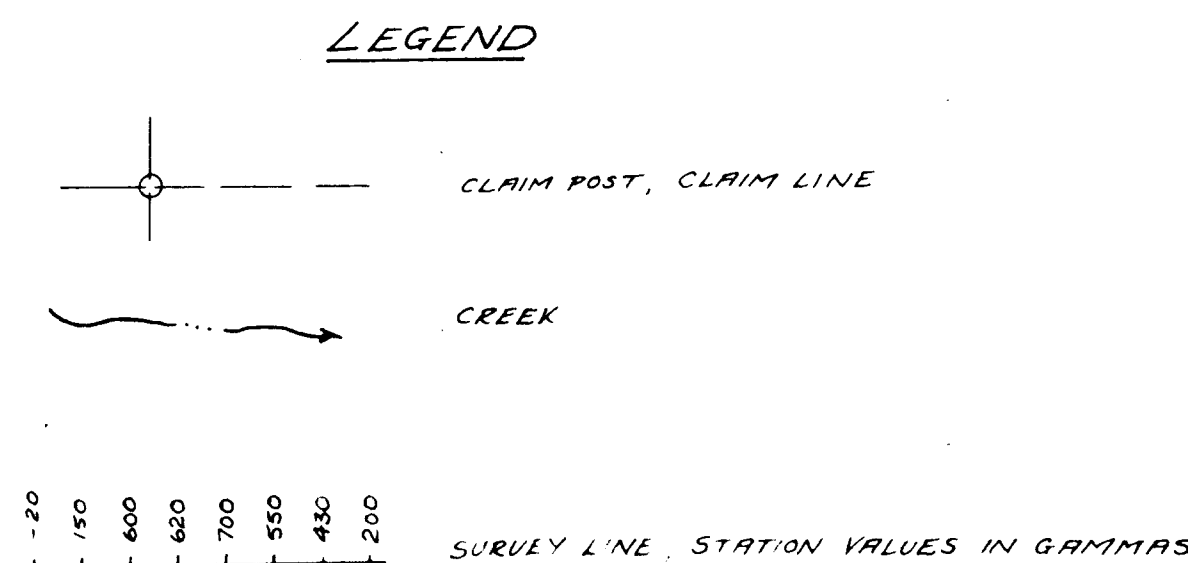 LEGEND
CLAIM POST, CLAIM LINE
CREEK
-20 150 600 620 700 550 430 200
SURVEY LINE, STATION VALUES IN GAMMAS